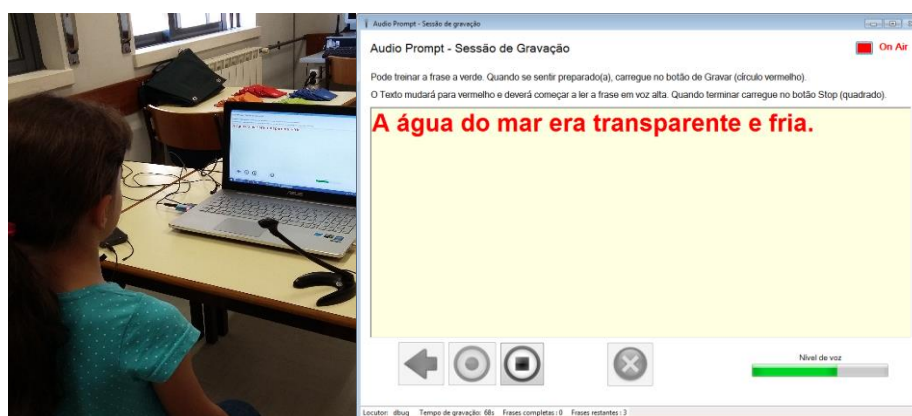 Audio Prompt - Sessão de gravação
Audio Prompt - Sessão de Gravação
On Air
Pode treinar a frase a verde. Quando se sentir preparado(a), carregue no botão de Gravar (círculo vermelho).
O Texto mudará para vermelho e deverá começar a ler a frase em voz alta. Quando terminar carregue no botão Stop (quadrado).
A água do mar era transparente e fria.
Nível de voz
Locutor: dbug Tempo de gravação: 68s Frases completas : 0 Frases restantes : 3
ASUS